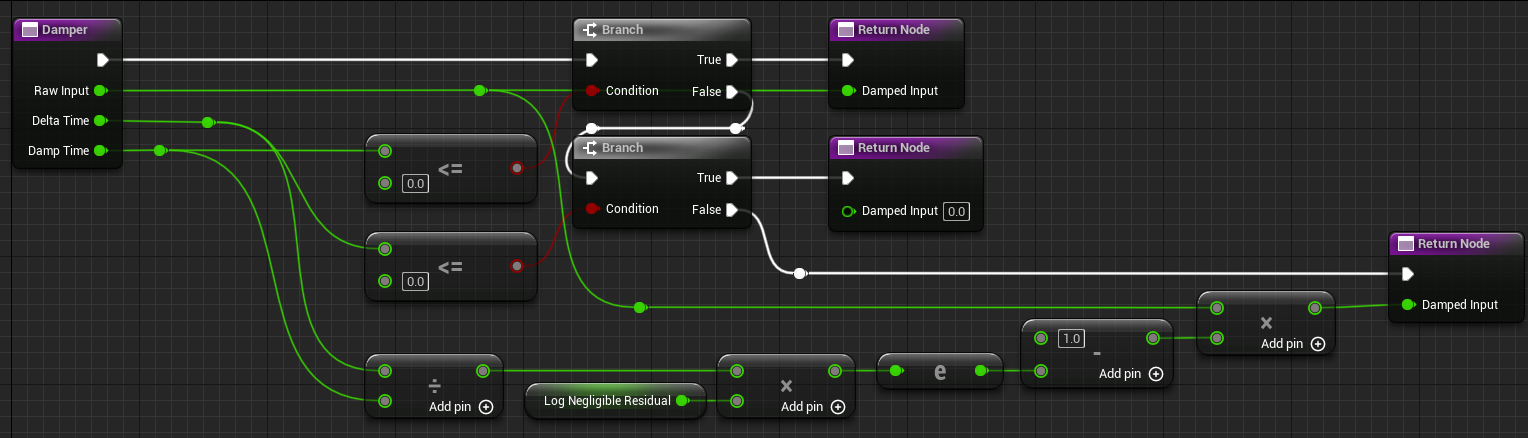 Damper
Raw Input
Delta Time
Damp Time
<=
0.0
<=
0.0
Branch
True
Condition
False
Branch
True
Condition
False
Return Node
Damped Input
Return Node
Damped Input 0.0
÷
Add pin
Log Negligible Residual
×
Add pin
e
1.0
-
Add pin
×
Add pin
Return Node
Damped Input